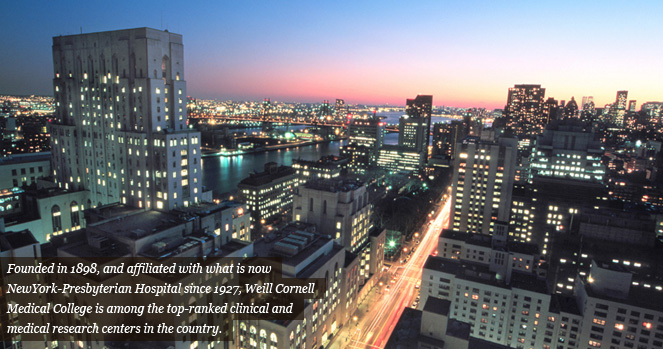 Founded in 1898, and affiliated with what is now
NewYork-Presbyterian Hospital since 1927, Weill Cornell
Medical College is among the top-ranked clinical and
medical research centers in the country.